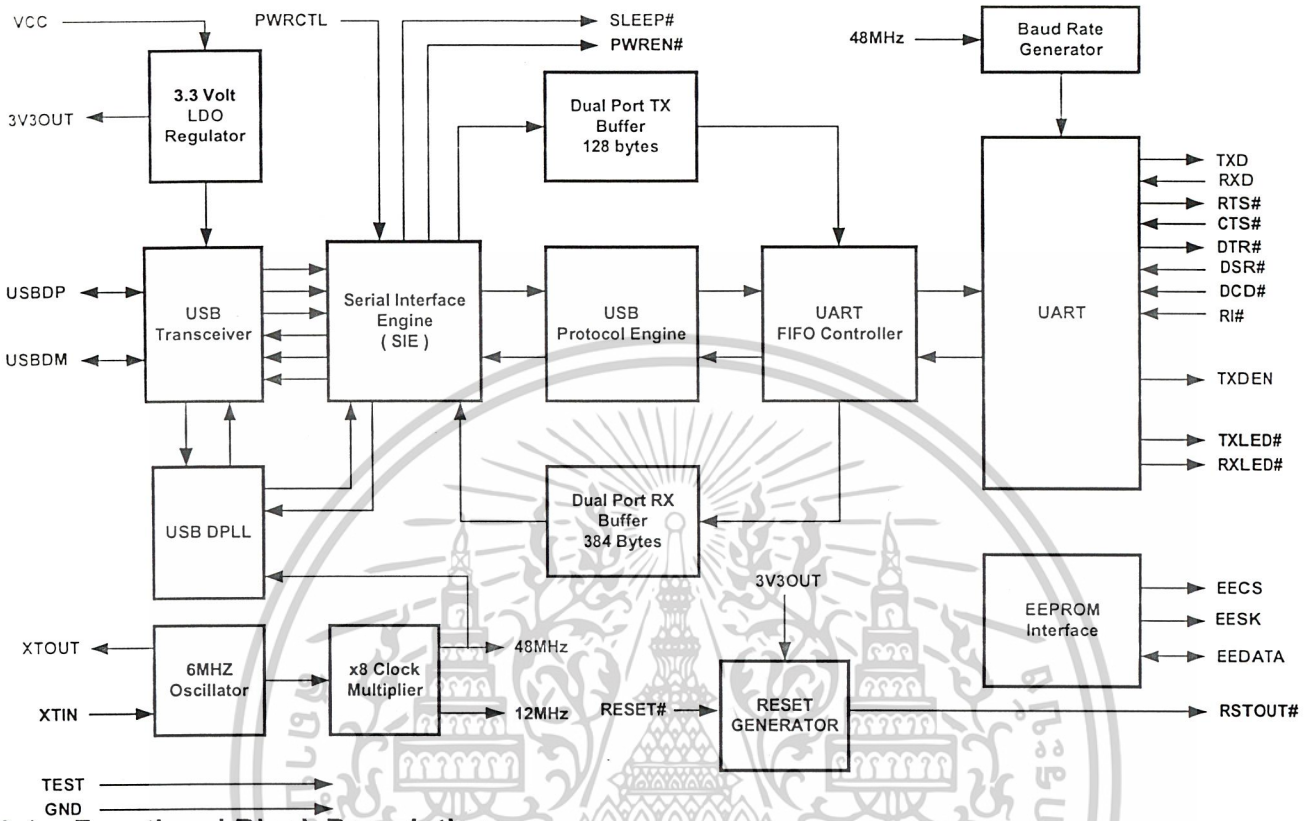 VCC
PWRCTL
SLEEP#
PWREN#
48MHz
Baud Rate
Generator
3.3 Volt
LDO
Regulator
3V3OUT
Dual Port TX
Buffer
128 bytes
TXD
RXD
RTS#
CTS#
DTR#
DSR#
DCD#
RI#
TXDEN
TXLED#
RXLED#
USBDP
USBDM
USB
Transceiver
Serial Interface
Engine
( SIE )
USB
Protocol Engine
UART
FIFO Controller
UART
USB DPLL
Dual Port RX
Buffer
384 Bytes
3V3OUT
EEPROM
Interface
EECS
EESK
EEDATA
XTOUT
XTIN
6MHZ
Oscillator
x8 Clock
Multiplier
48MHz
12MHz
RESET#
RESET
GENERATOR
RSTOUT#
TEST
GND